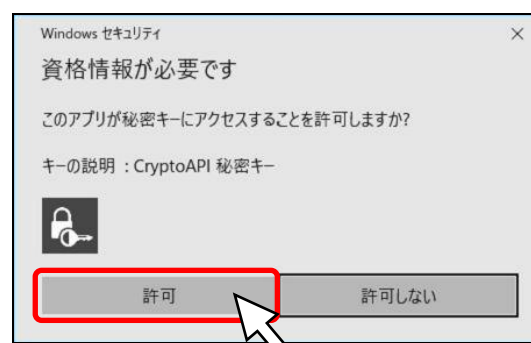 Windows セキュリティ
資格情報が必要です
このアプリが秘密キーにアクセスすることを許可しますか?
キーの説明 : CryptoAPI 秘密キー
許可
許可しない